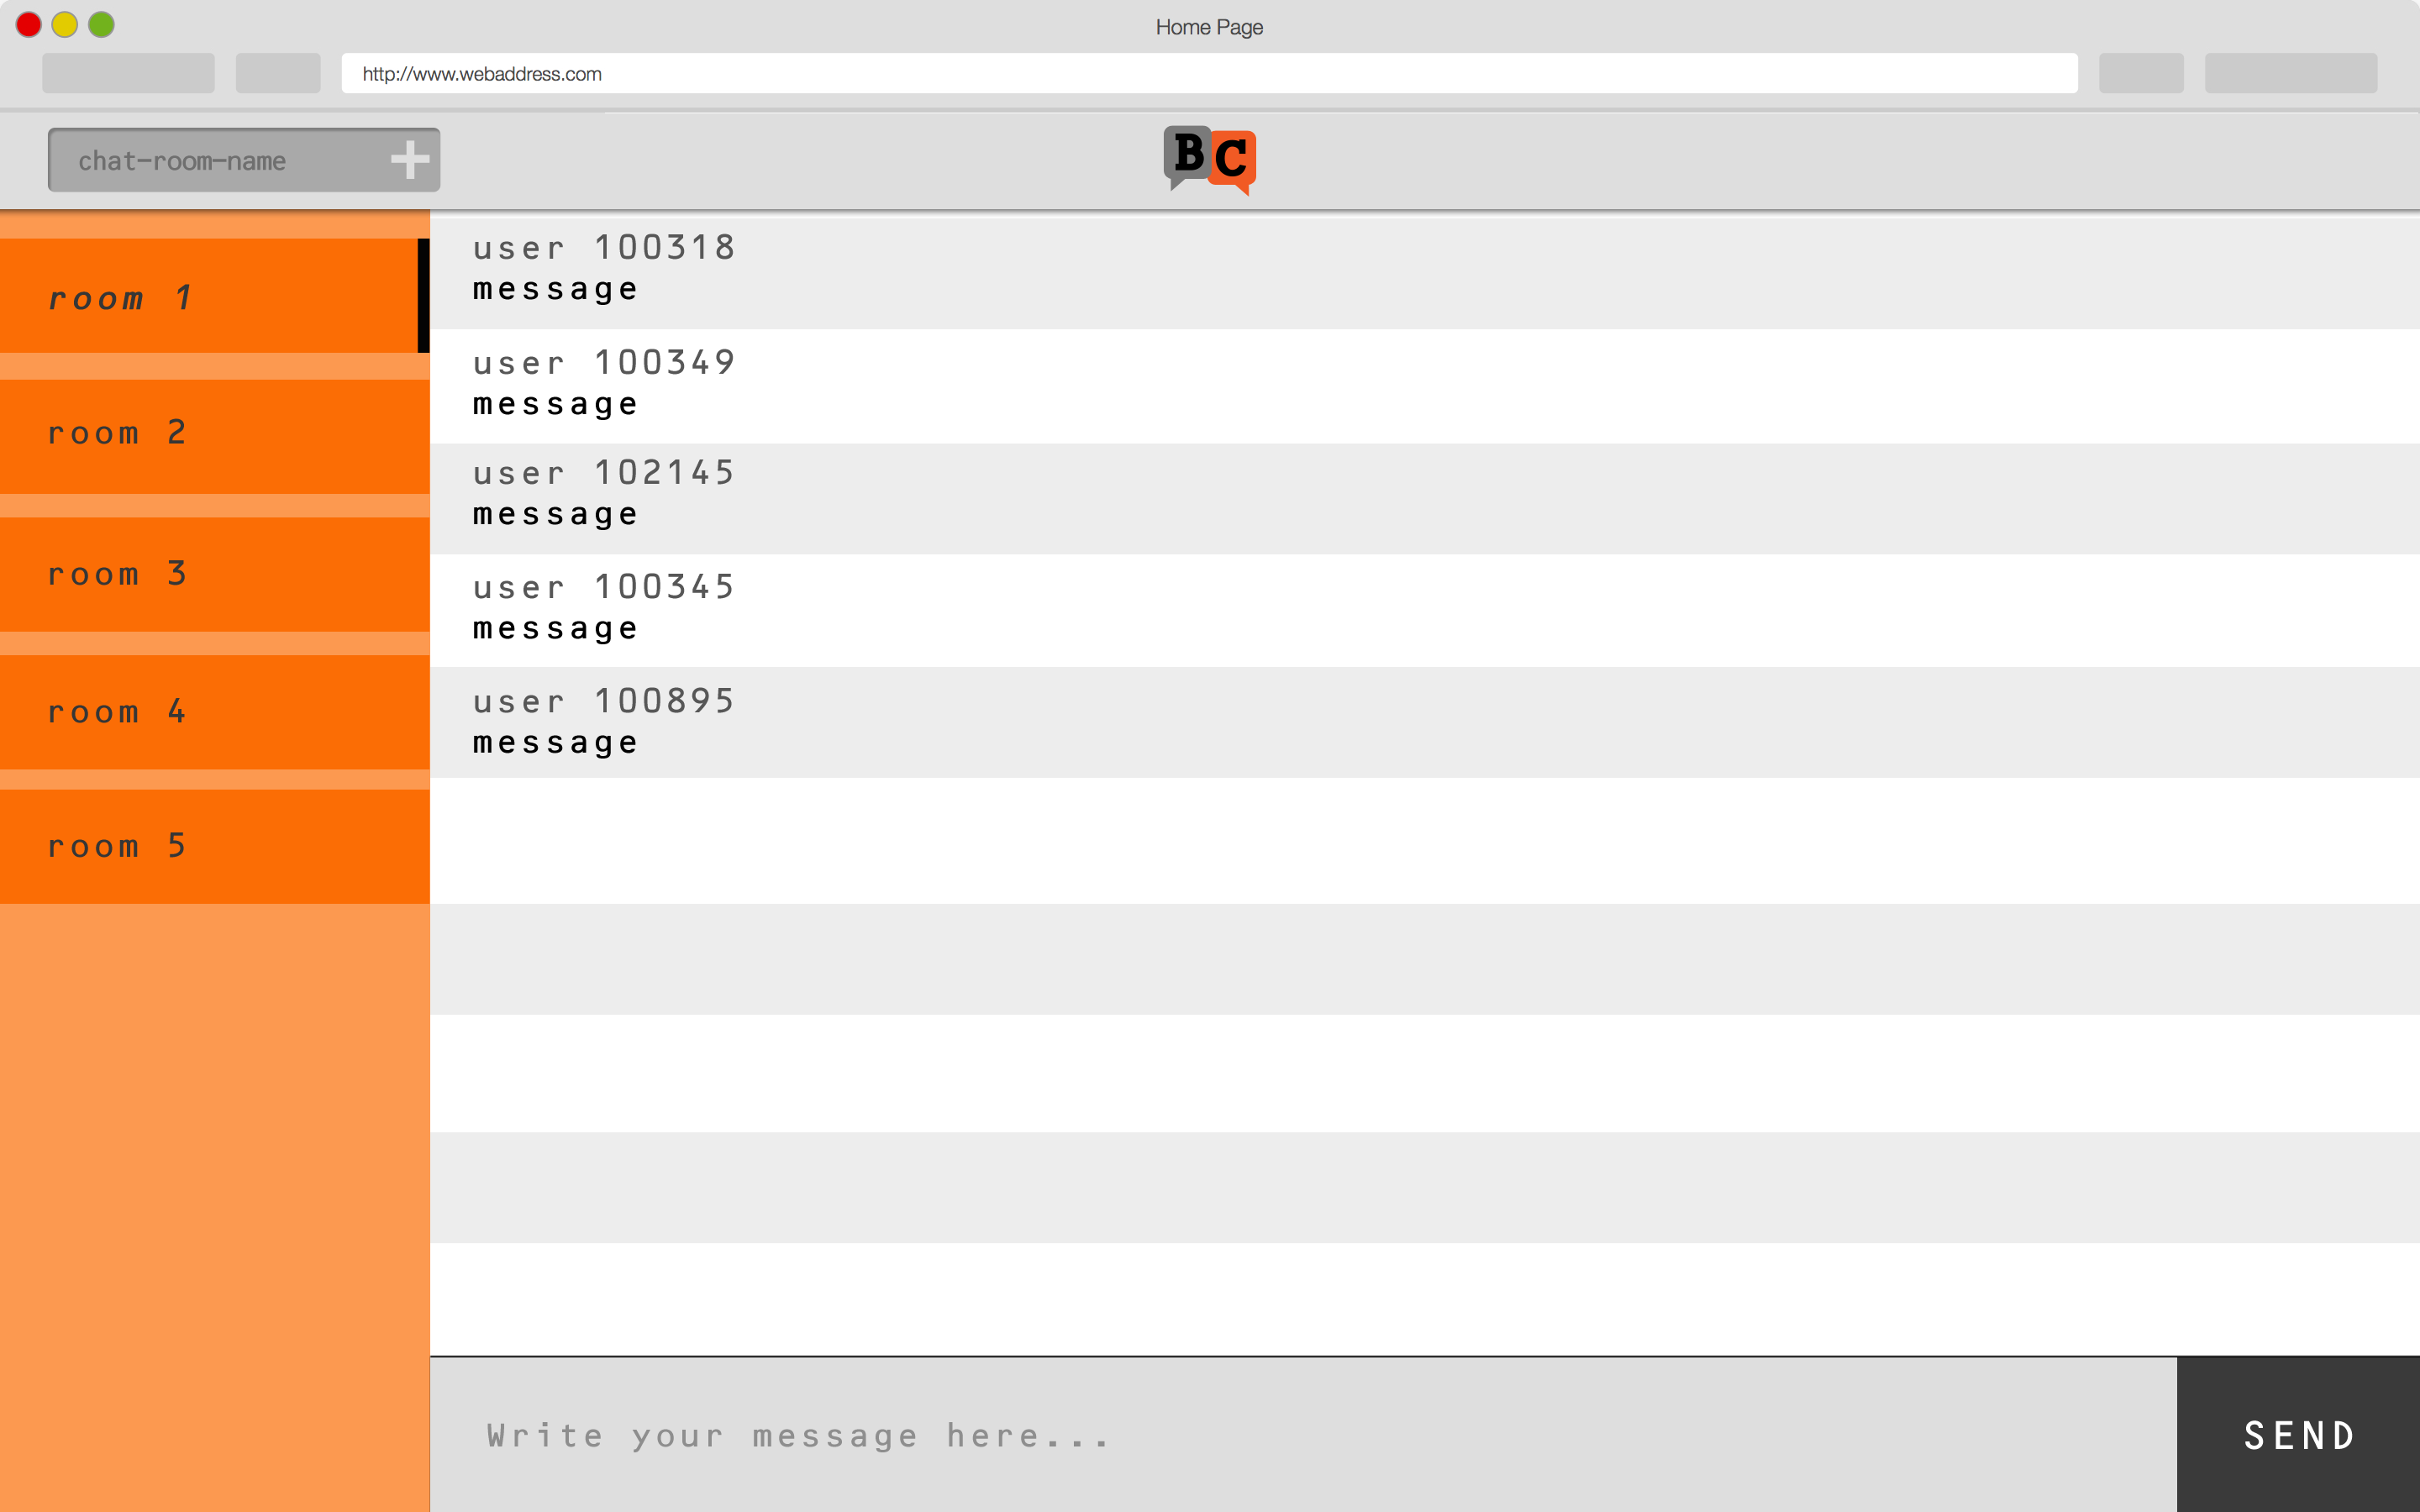 Home Page
http://www.webaddress.com
chat-room-name
BC
room 1
room 2
room 3
room 4
room 5
user 100318
message
user 100349
message
user 102145
message
user 100345
message
user 100895
message
Write your message here...
SEND